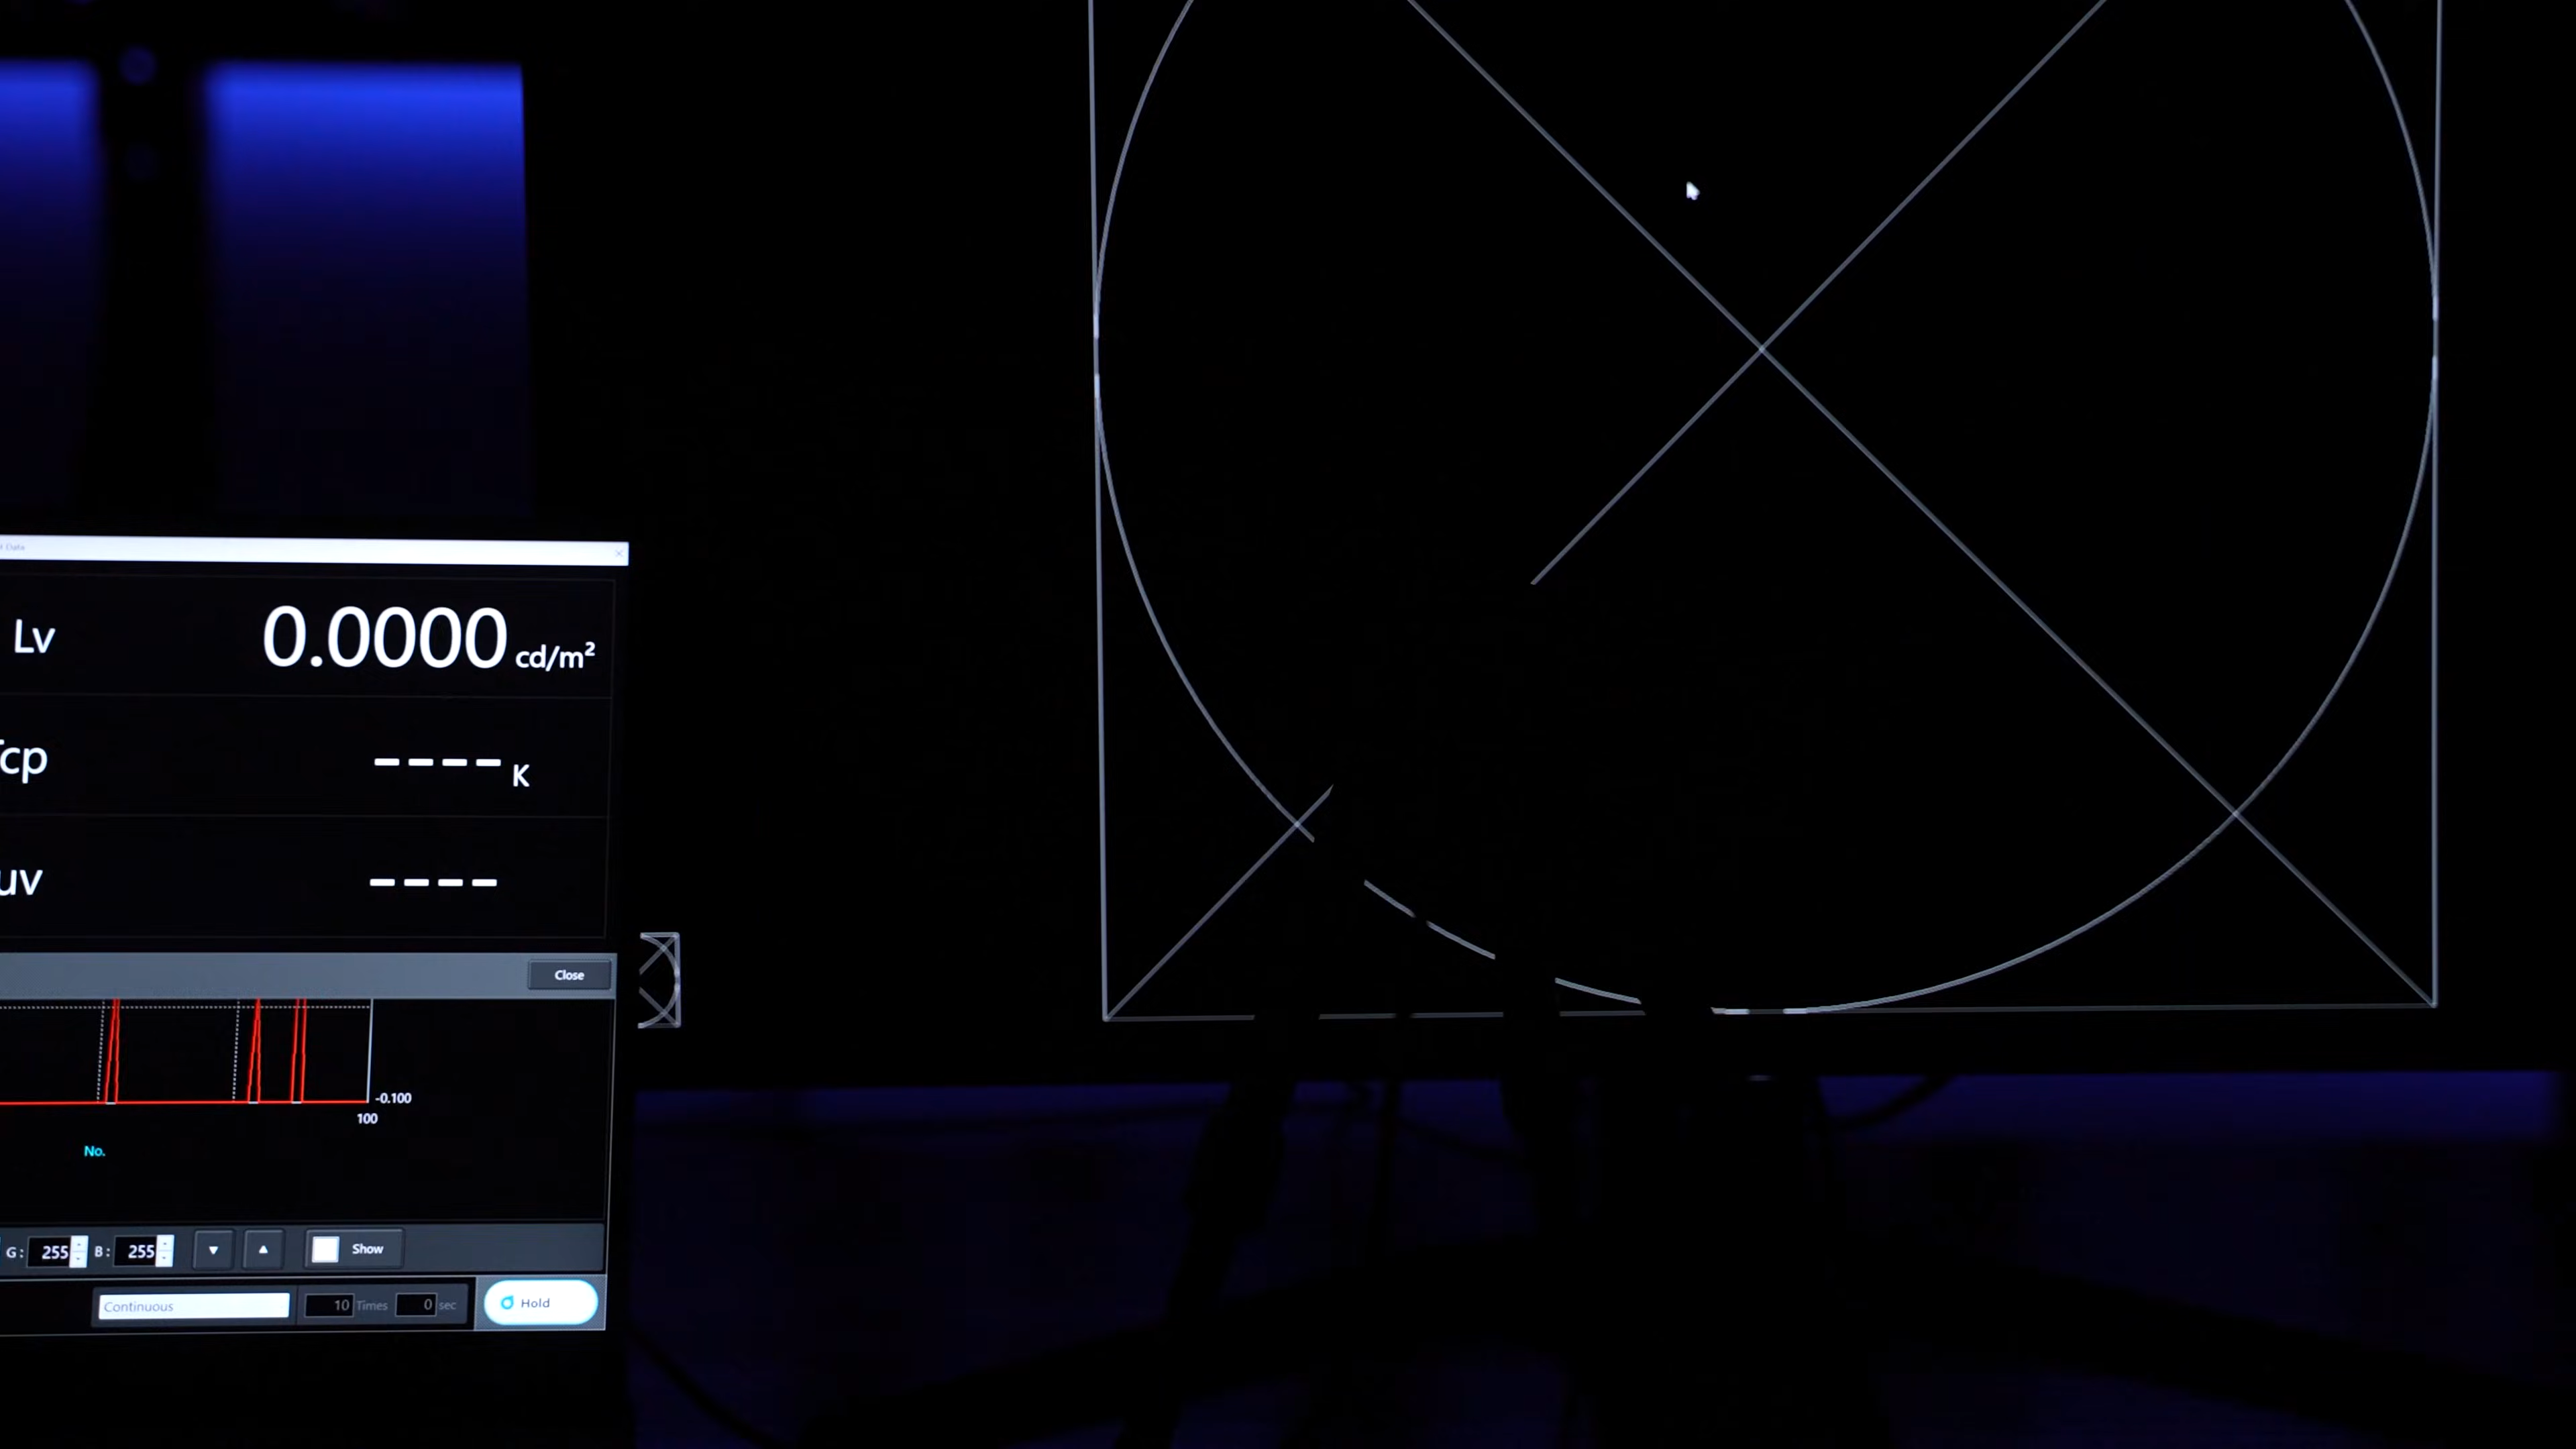 Lv 0.0000 cd/m²
cp ---- K
uv ----
Close
-0.100
100
No.
G: 255 B: 255 ▼ ▲ Show
Continuous 10 Times 0 sec Hold